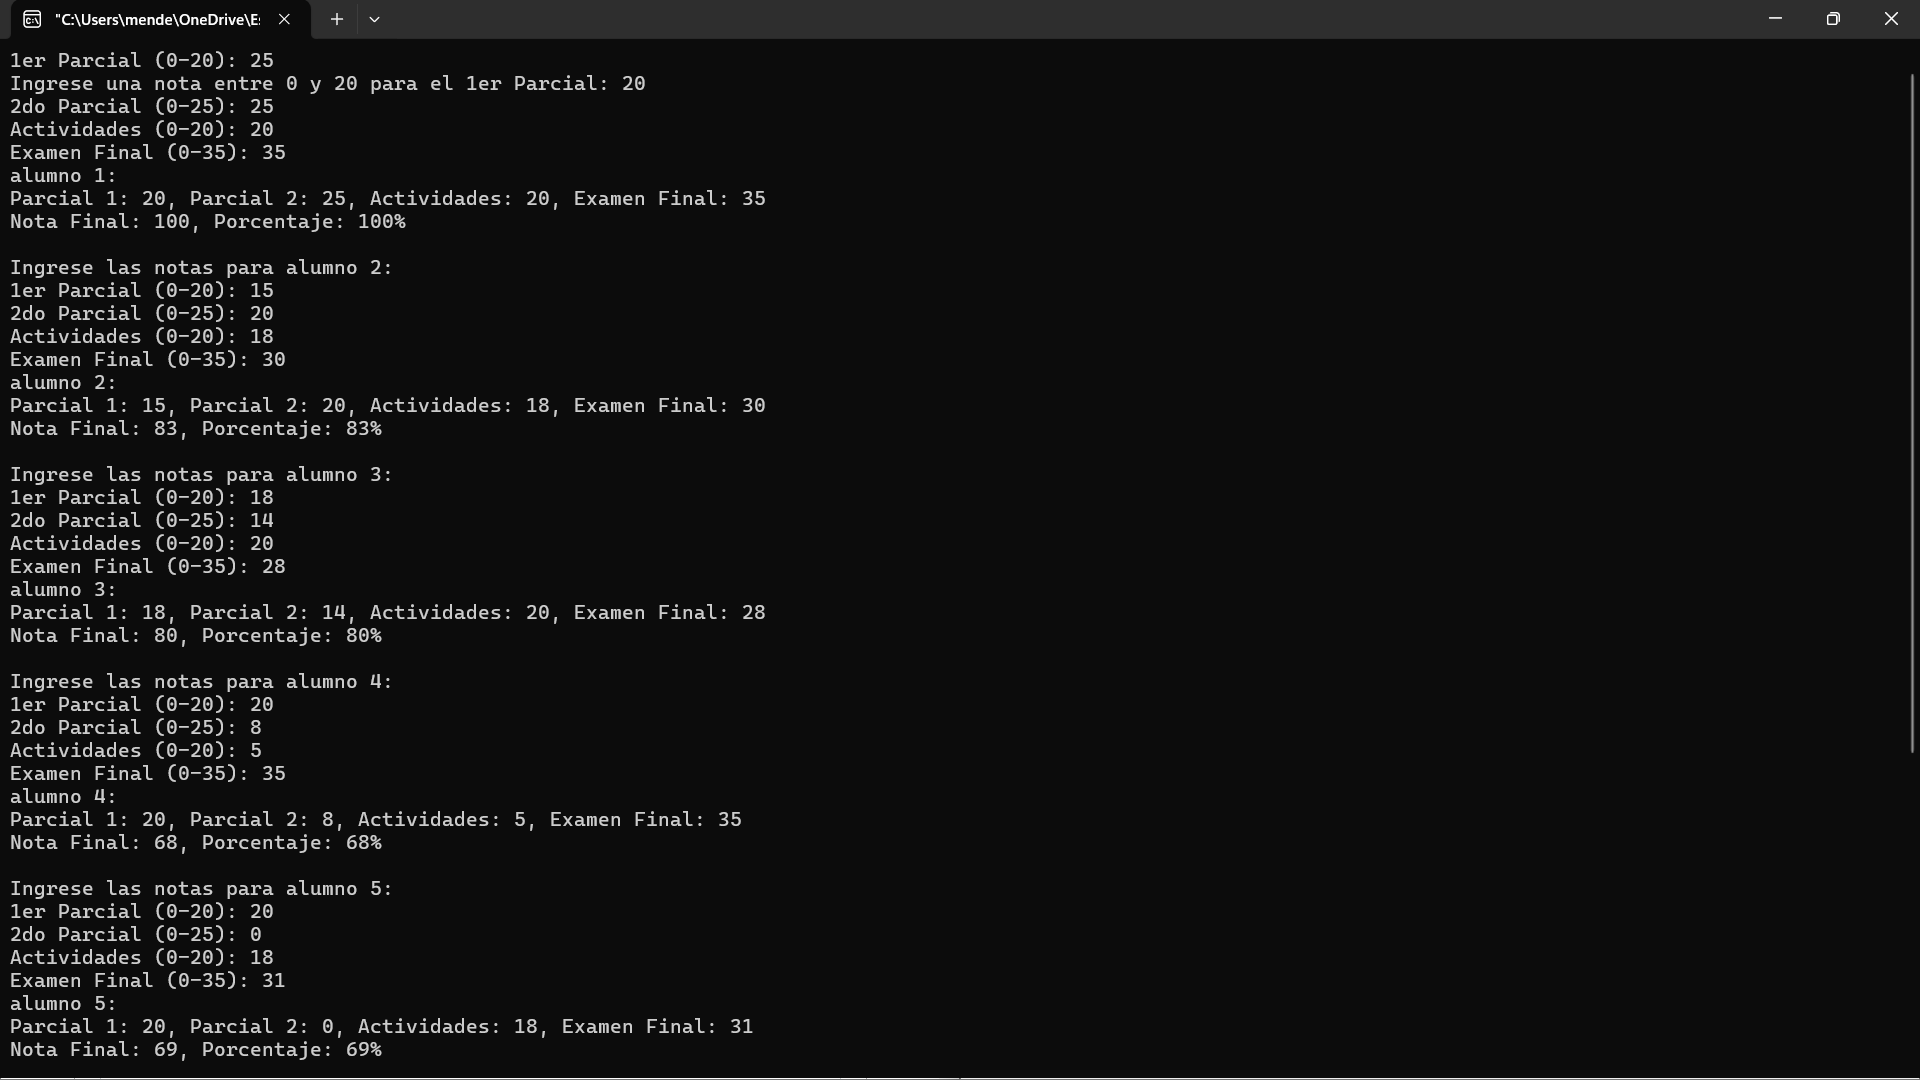 "C:\Users\mende\OneDrive\E
1er Parcial (0-20): 25
Ingrese una nota entre 0 y 20 para el 1er Parcial: 20
2do Parcial (0-25): 25
Actividades (0-20): 20
Examen Final (0-35): 35
alumno 1:
Parcial 1: 20, Parcial 2: 25, Actividades: 20, Examen Final: 35
Nota Final: 100, Porcentaje: 100%
Ingrese las notas para alumno 2:
1er Parcial (0-20): 15
2do Parcial (0-25): 20
Actividades (0-20): 18
Examen Final (0-35): 30
alumno 2:
Parcial 1: 15, Parcial 2: 20, Actividades: 18, Examen Final: 30
Nota Final: 83, Porcentaje: 83%
Ingrese las notas para alumno 3:
1er Parcial (0-20): 18
2do Parcial (0-25): 14
Actividades (0-20): 20
Examen Final (0-35): 28
alumno 3:
Parcial 1: 18, Parcial 2: 14, Actividades: 20, Examen Final: 28
Nota Final: 80, Porcentaje: 80%
Ingrese las notas para alumno 4:
1er Parcial (0-20): 20
2do Parcial (0-25): 8
Actividades (0-20): 5
Examen Final (0-35): 35
alumno 4:
Parcial 1: 20, Parcial 2: 8, Actividades: 5, Examen Final: 35
Nota Final: 68, Porcentaje: 68%
Ingrese las notas para alumno 5:
1er Parcial (0-20): 20
2do Parcial (0-25): 0
Actividades (0-20): 18
Examen Final (0-35): 31
alumno 5:
Parcial 1: 20, Parcial 2: 0, Actividades: 18, Examen Final: 31
Nota Final: 69, Porcentaje: 69%